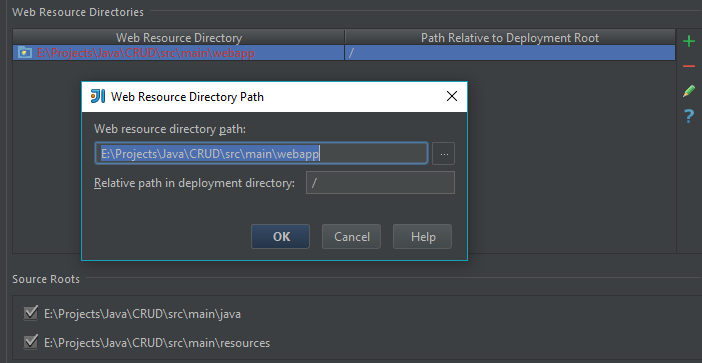 Web Resource Directories
Web Resource Directory Path Relative to Deployment Root
E:\Projects\Java\CRUD\src\main\webapp /
Web Resource Directory Path
Web resource directory path:
E:\Projects\Java\CRUD\src\main\webapp ...
Relative path in deployment directory: /
OK Cancel Help
Source Roots
E:\Projects\Java\CRUD\src\main\java
E:\Projects\Java\CRUD\src\main\resources